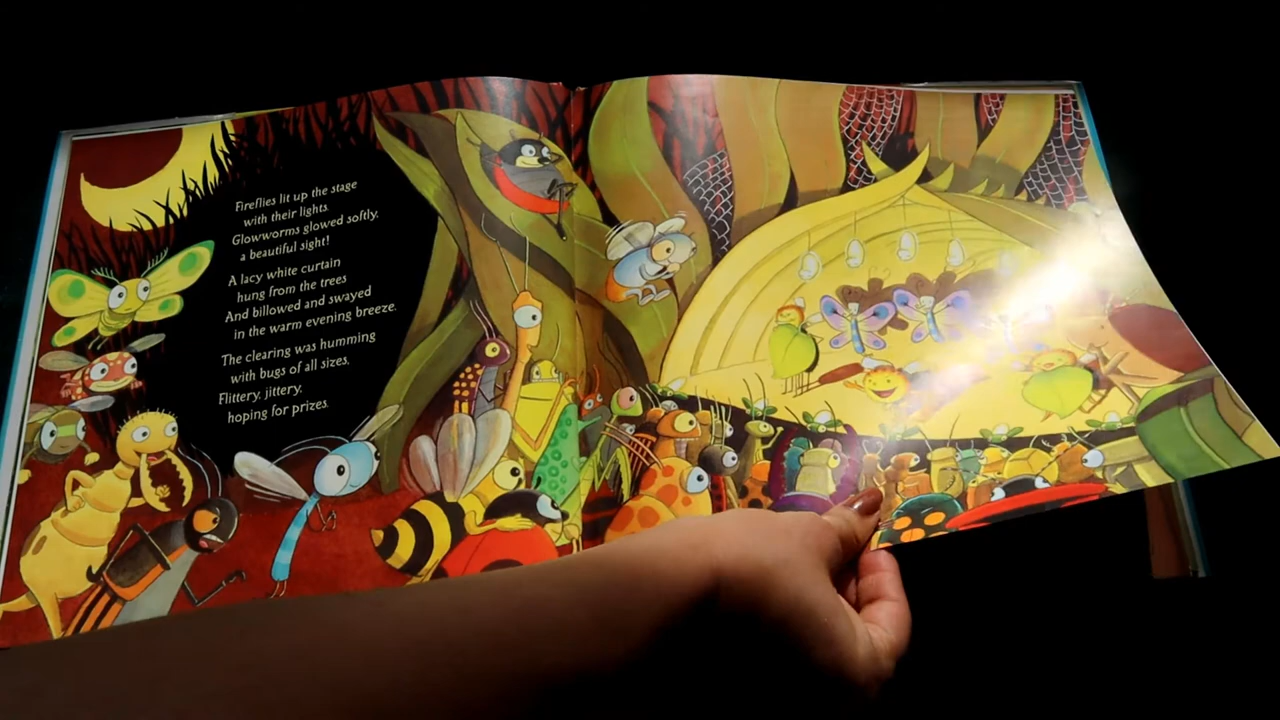 Fireflies lit up the stage
with their lights.
Glowworms glowed softly,
a beautiful sight!
A lacy white curtain
hung from the trees
And billowed and swayed
in the warm evening breeze.
The clearing was humming
with bugs of all sizes,
Flittery, jittery,
hoping for prizes.